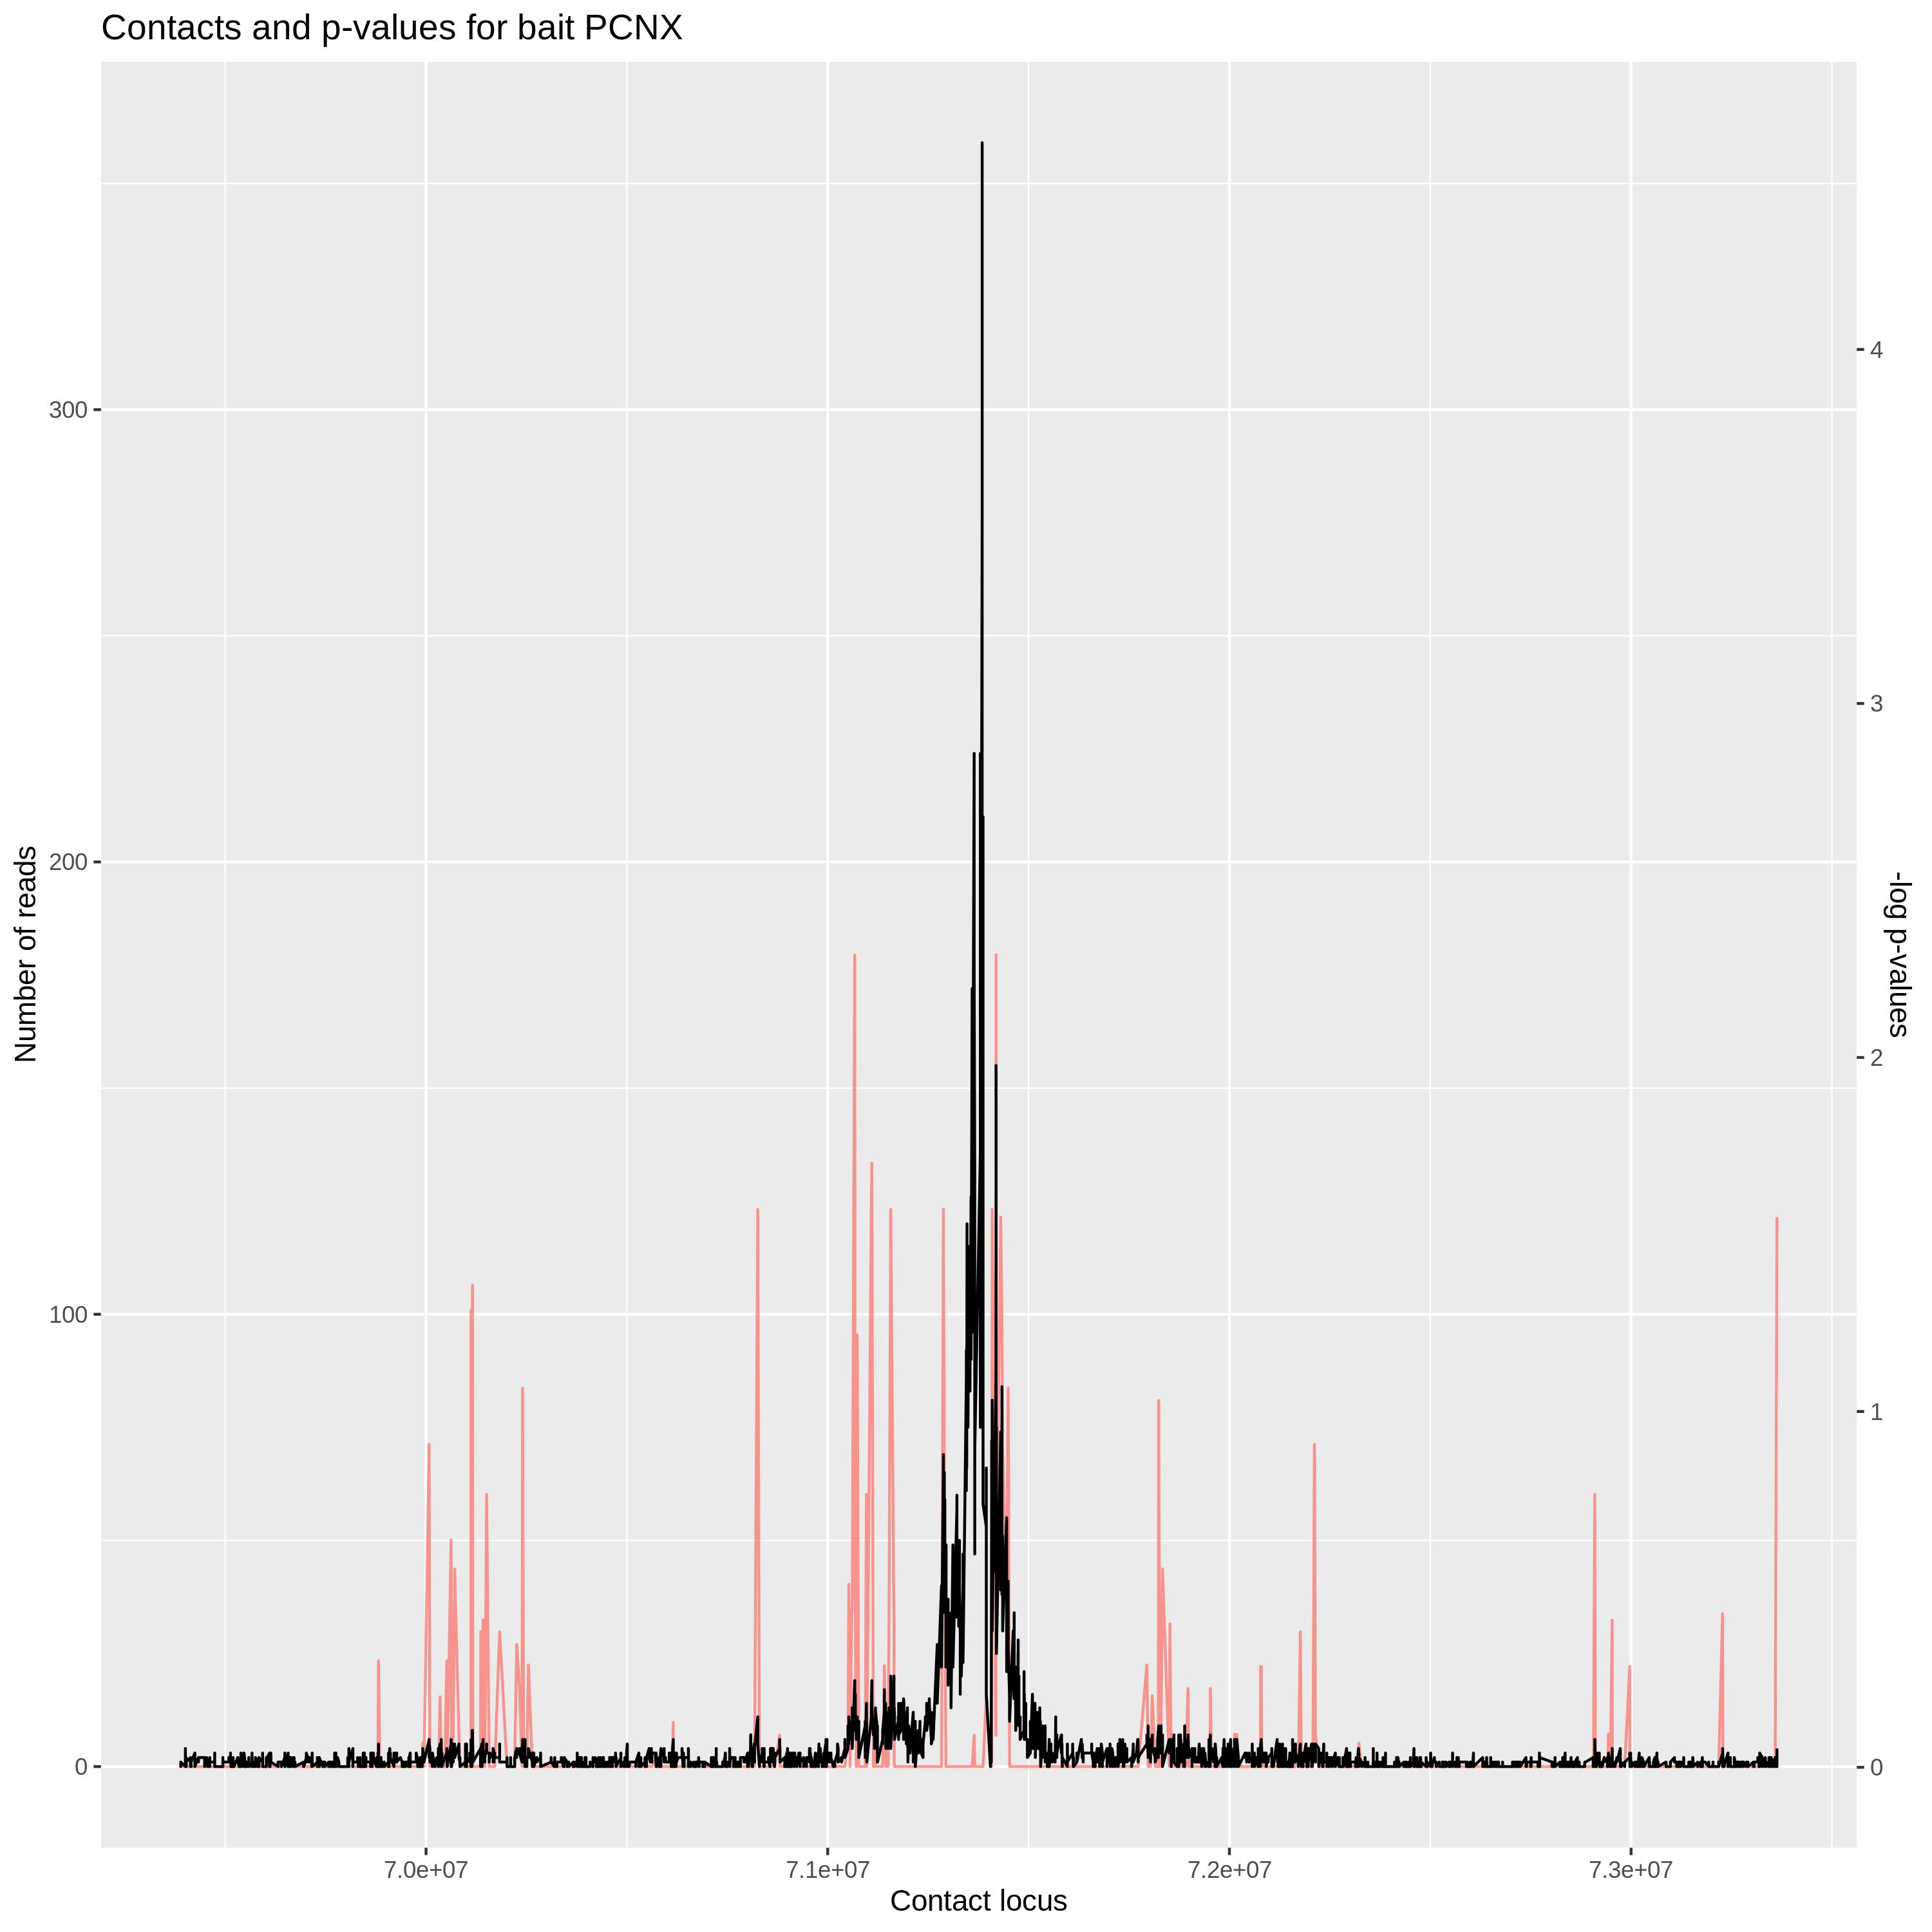 Contacts and p-values for bait PCNX
Number of reads
300
200
100
0
4
3
2
1
0
-log p-values
7.0e+07
7.1e+07
7.2e+07
7.3e+07
Contact locus